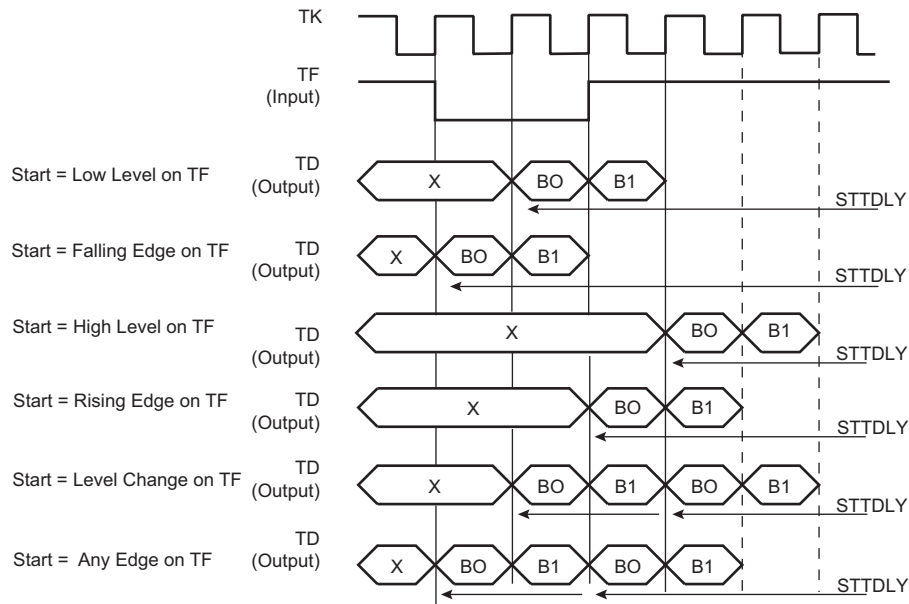 TK
TF
(Input)
Start = Low Level on TF
TD
(Output)
X
BO
B1
STTDLY
Start = Falling Edge on TF
TD
(Output)
X
BO
B1
STTDLY
Start = High Level on TF
TD
(Output)
X
BO
B1
STTDLY
Start = Rising Edge on TF
TD
(Output)
X
BO
B1
STTDLY
Start = Level Change on TF
TD
(Output)
X
BO
B1
BO
B1
STTDLY
Start = Any Edge on TF
TD
(Output)
X
BO
B1
BO
B1
STTDLY